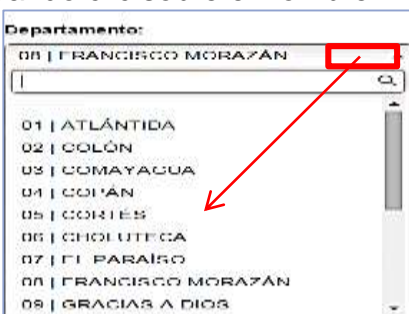 Departamento:
08 | FRANCISCO MORAZÁN
01 | ATLÁNTIDA
02 | COLÓN
03 | COMAYAGUA
04 | COPÁN
05 | CORTÉS
06 | CHOLUTECA
07 | EL PARAÍSO
08 | FRANCISCO MORAZÁN
09 | GRACIAS A DIOS